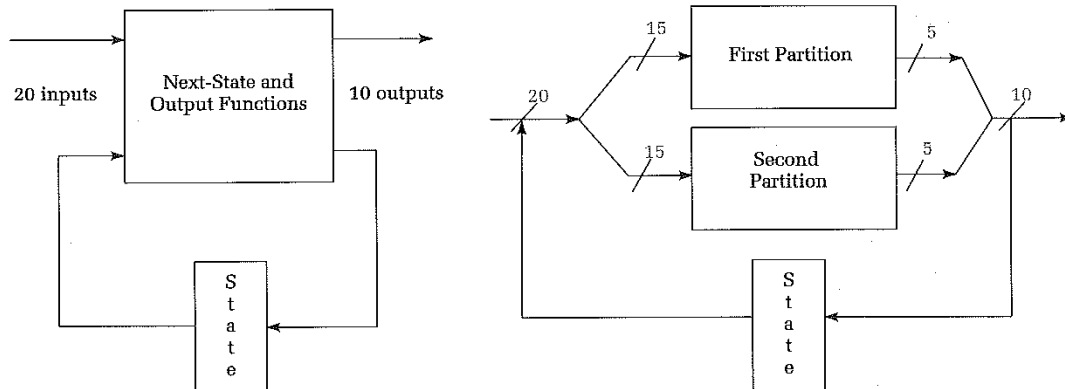 20 inputs
Next-State and
Output Functions
10 outputs
S
t
a
t
e
20
15
First Partition
5
15
Second
Partition
5
10
S
t
a
t
e